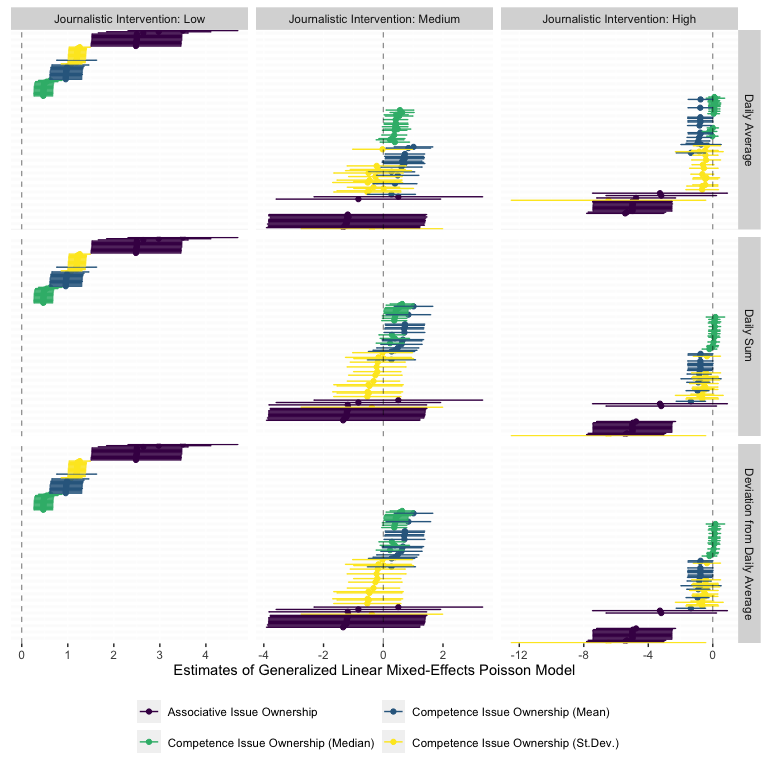 Journalistic Intervention: Low
Journalistic Intervention: Medium
Journalistic Intervention: High
Daily Average
Daily Sum
Deviation from Daily Average
0 1 2 3 4
-4 -2 0 2
-12 -8 -4 0
Estimates of Generalized Linear Mixed-Effects Poisson Model
Associative Issue Ownership
Competence Issue Ownership (Mean)
Competence Issue Ownership (Median)
Competence Issue Ownership (St.Dev.)